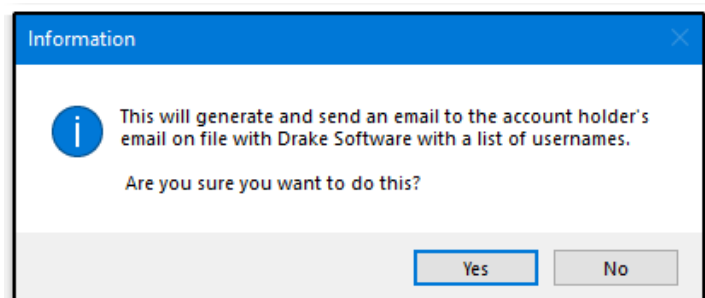 Information
This will generate and send an email to the account holder's
email on file with Drake Software with a list of usernames.
Are you sure you want to do this?
Yes
No